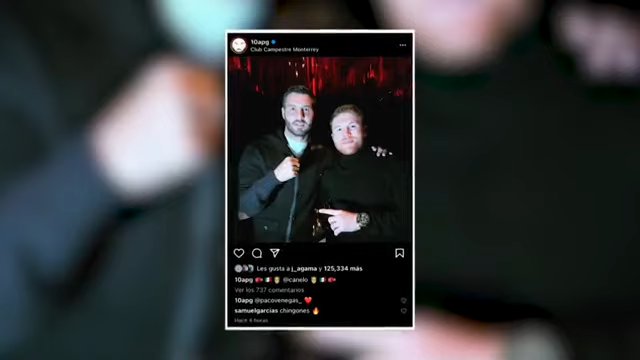 10apg
Club Campestre Monterrey
Les gusta a j_agama y 125,334 más
10apg @canelo
Ver los 737 comentarios
10apg @pacovenegas_
samuelgarcias chingones
Hace 4 horas